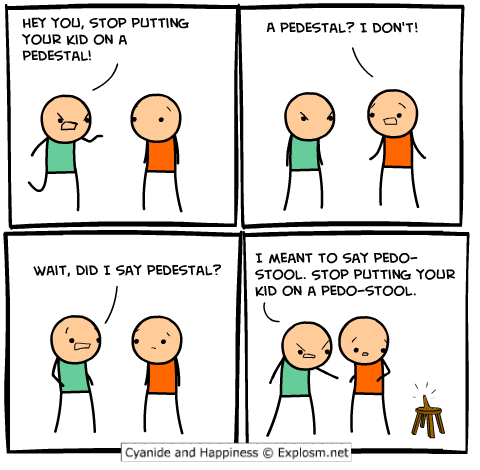 HEY YOU, STOP PUTTING
YOUR KID ON A
PEDESTAL!
A PEDESTAL? I DON'T!
WAIT, DID I SAY PEDESTAL?
I MEANT TO SAY PEDO-
STOOL. STOP PUTTING YOUR
KID ON A PEDO-STOOL.
Cyanide and Happiness © Explosm.net